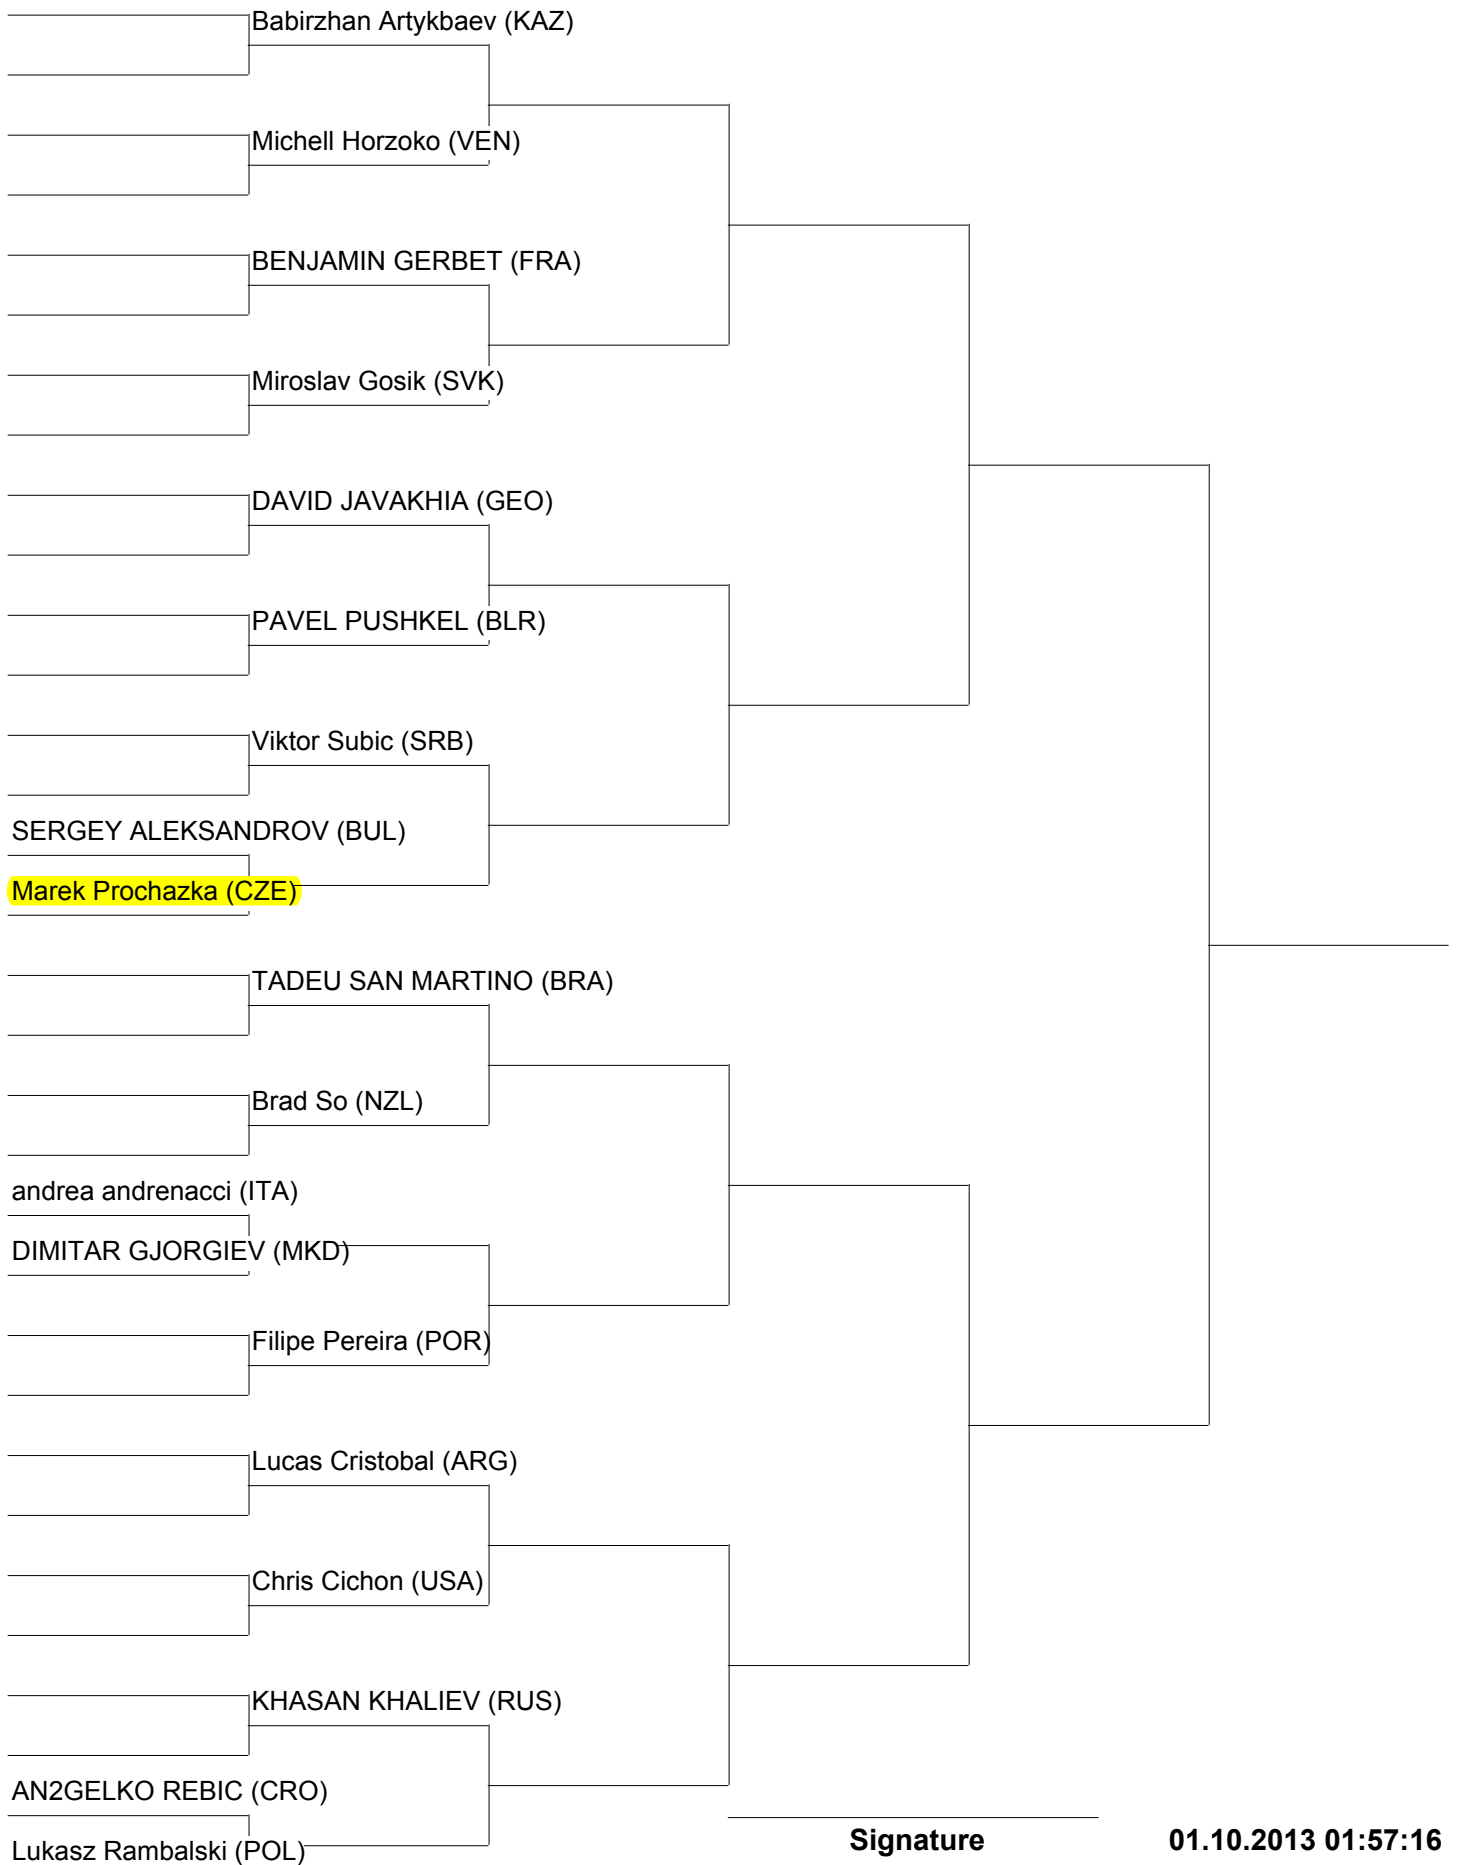 Babirzhan Artykbaev (KAZ)
Michell Horzoko (VEN)
BENJAMIN GERBET (FRA)
Miroslav Gosik (SVK)
DAVID JAVAKHIA (GEO)
PAVEL PUSHKEL (BLR)
Viktor Subic (SRB)
SERGEY ALEKSANDROV (BUL)
Marek Prochazka (CZE)
TADEU SAN MARTINO (BRA)
Brad So (NZL)
andrea andrenacci (ITA)
DIMITAR GJORGIEV (MKD)
Filipe Pereira (POR)
Lucas Cristobal (ARG)
Chris Cichon (USA)
KHASAN KHALIEV (RUS)
AN2GELKO REBIC (CRO)
Lukasz Rambalski (POL)
Signature 01.10.2013 01:57:16